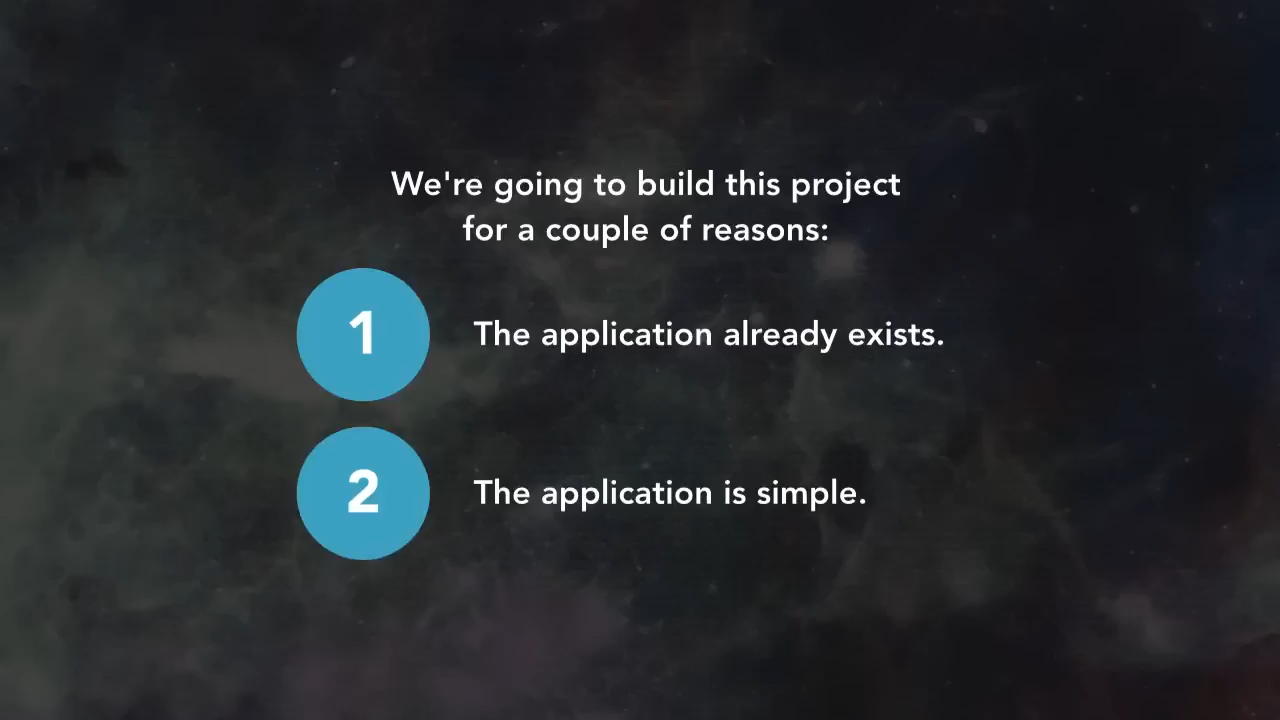 We're going to build this project
for a couple of reasons:
1 The application already exists.
2 The application is simple.